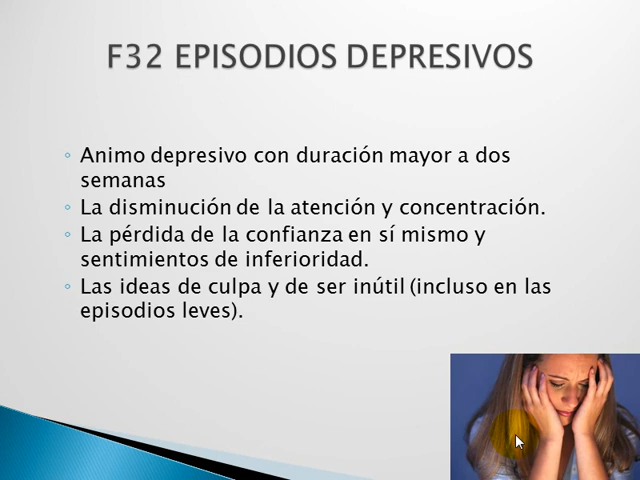 F32 EPISODIOS DEPRESIVOS
Animo depresivo con duración mayor a dos
semanas
La disminución de la atención y concentración.
La pérdida de la confianza en sí mismo y
sentimientos de inferioridad.
Las ideas de culpa y de ser inútil (incluso en las
episodios leves).